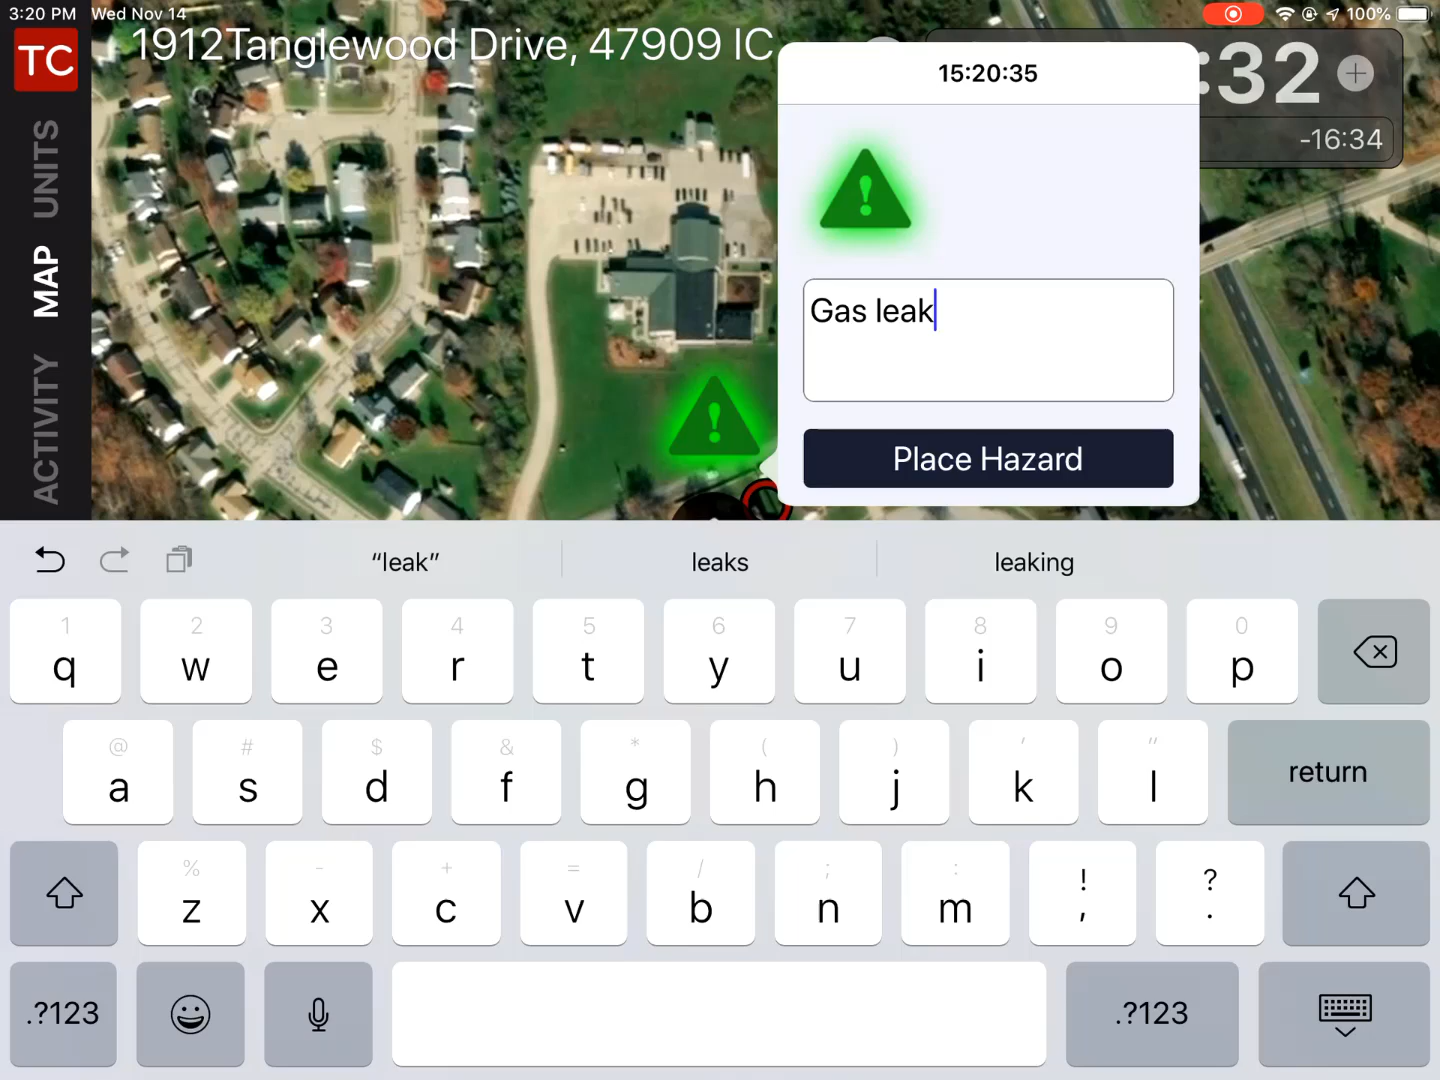 3:20 PM Wed Nov 14
100%
TC
1912Tanglewood Drive, 47909 IC
15:20:35
:32
-16:34
UNITS
MAP
ACTIVITY
Gas leak
Place Hazard
“leak” leaks leaking
1 2 3 4 5 6 7 8 9 0
q w e r t y u i o p
@ # $ & * ( ) ' "
a s d f g h j k l return
% - + = / ; : ! ?
z x c v b n m , .
.?123 .?123